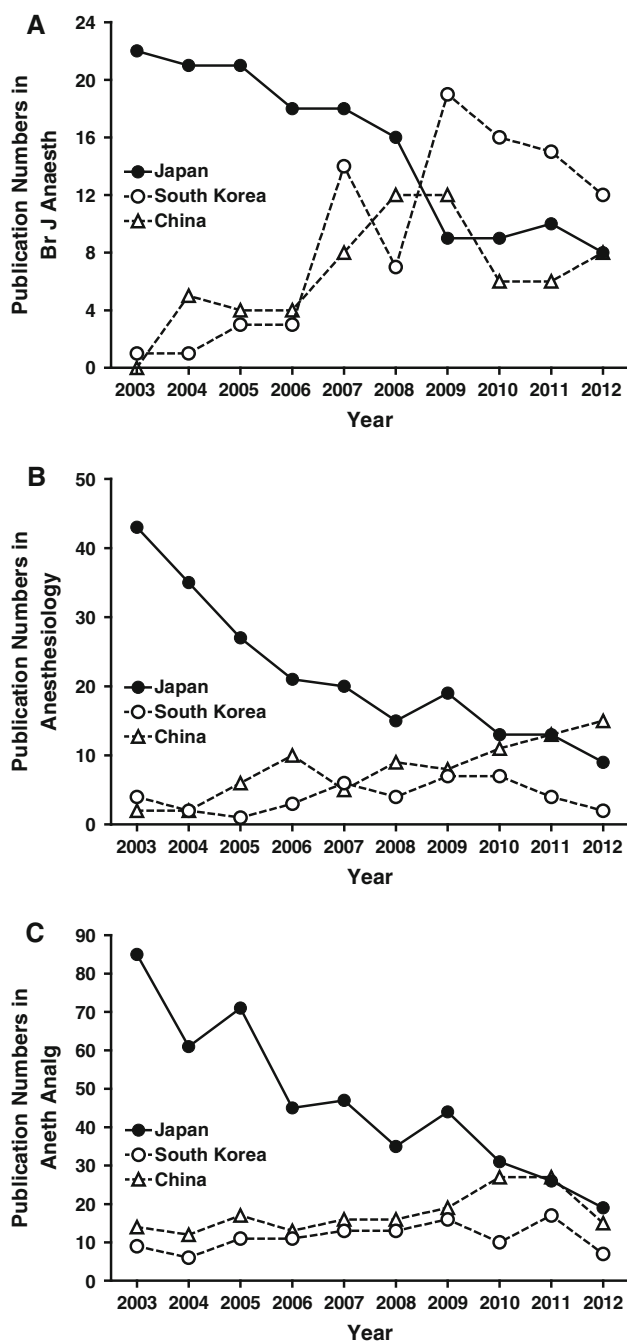 A
Publication Numbers in
Br J Anaesth
24
20
16
12
8
4
0
Japan
South Korea
China
2003 2004 2005 2006 2007 2008 2009 2010 2011 2012
Year
B
Publication Numbers in
Anesthesiology
50
40
30
20
10
0
Japan
South Korea
China
2003 2004 2005 2006 2007 2008 2009 2010 2011 2012
Year
C
Publication Numbers in
Aneth Analg
90
80
70
60
50
40
30
20
10
0
Japan
South Korea
China
2003 2004 2005 2006 2007 2008 2009 2010 2011 2012
Year